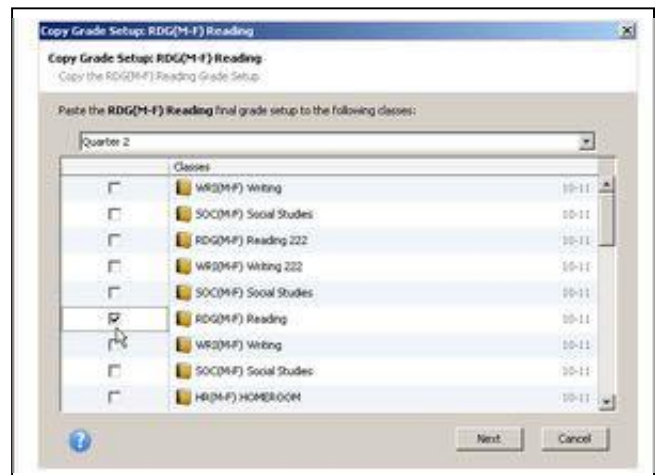 Copy Grade Setup: RDG(M-F) Reading
Copy Grade Setup: RDG(M-F) Reading
Copy the RDG(M-F) Reading Grade Setup
Paste the RDG(M-F) Reading final grade setup to the following classes:
Quarter 2
Classes
WRI(M-F) Writing 10-11
SOC(M-F) Social Studies 10-11
RDG(M-F) Reading 222 10-11
WRI(M-F) Writing 222 10-11
SOC(M-F) Social Studies 10-11
RDG(M-F) Reading 10-11
WRI(M-F) Writing 10-11
SOC(M-F) Social Studies 10-11
HR(M-F) HOMEROOM 10-11
Next Cancel